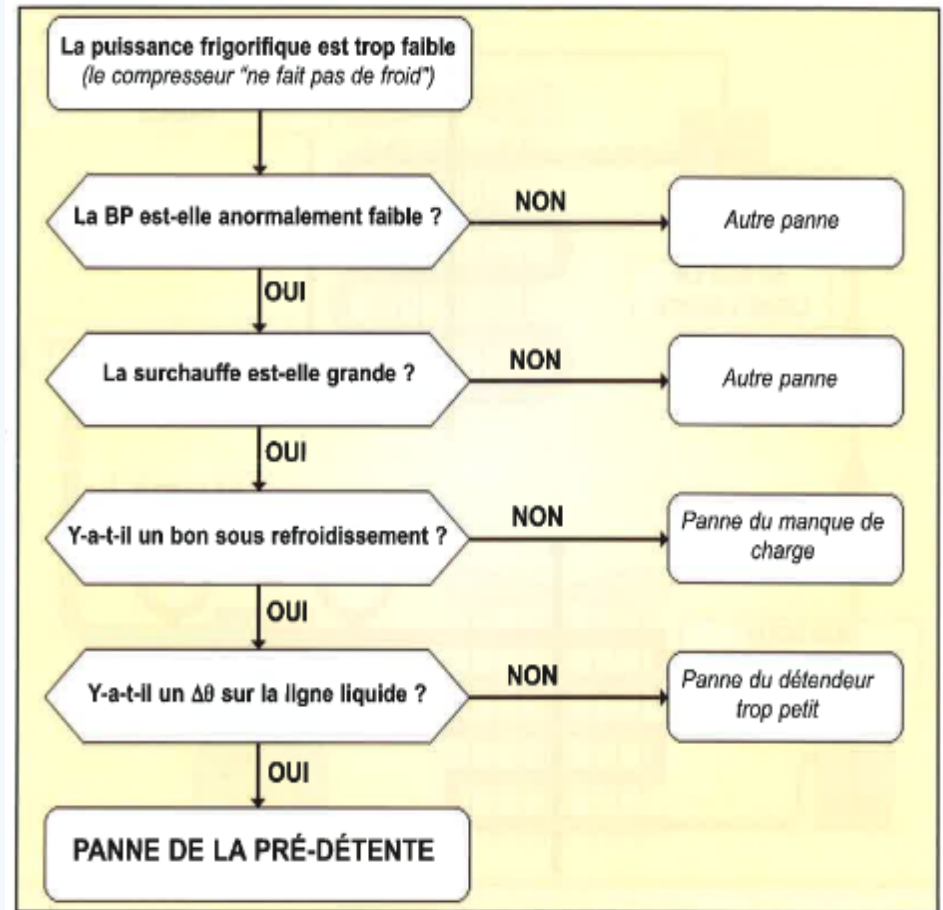 La puissance frigorifique est trop faible
(le compresseur "ne fait pas de froid")
La BP est-elle anormalement faible ?
NON
Autre panne
OUI
La surchauffe est-elle grande ?
NON
Autre panne
OUI
Y-a-t-il un bon sous refroidissement ?
NON
Panne du manque de
charge
OUI
Y-a-t-il un Δθ sur la ligne liquide ?
NON
Panne du détendeur
trop petit
OUI
PANNE DE LA PRÉ-DÉTENTE